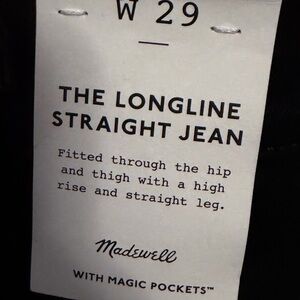 W 29
THE LONGLINE
STRAIGHT JEAN
Fitted through the hip
and thigh with a high
rise and straight leg.
Madewell
WITH MAGIC POCKETS™